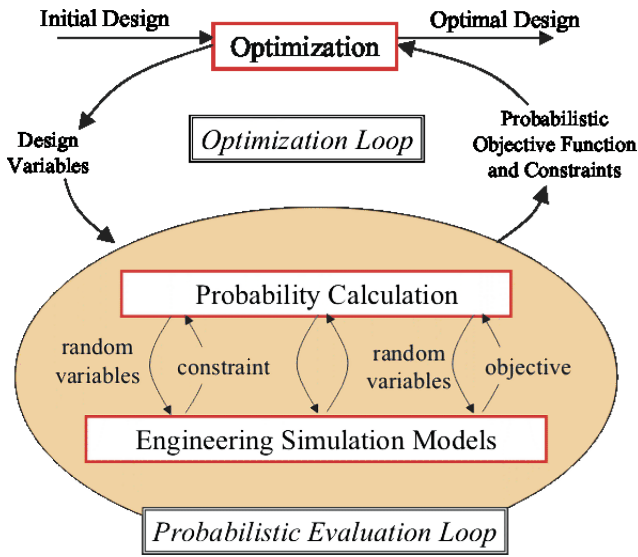 Initial Design
Optimal Design
Optimization
Optimization Loop
Design
Variables
Probabilistic
Objective Function
and Constraints
Probability Calculation
random
variables
constraint
random
variables
objective
Engineering Simulation Models
Probabilistic Evaluation Loop